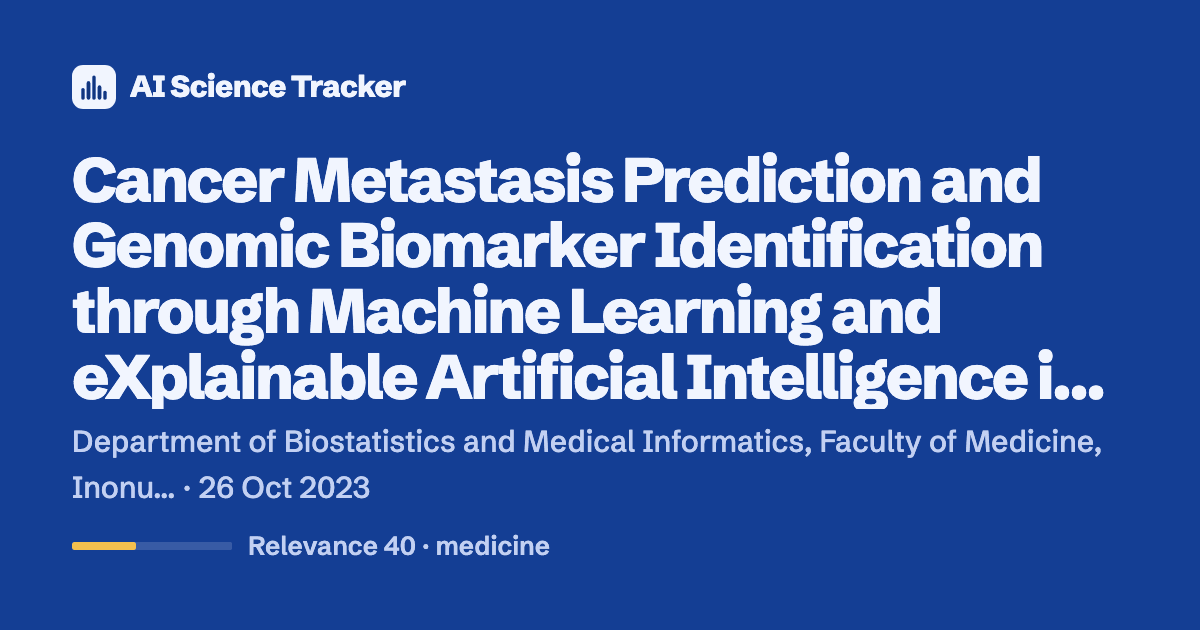 AI Science Tracker
Cancer Metastasis Prediction and
Genomic Biomarker Identification
through Machine Learning and
eXplainable Artificial Intelligence i...
Department of Biostatistics and Medical Informatics, Faculty of Medicine,
Inonu... · 26 Oct 2023
Relevance 40 · medicine